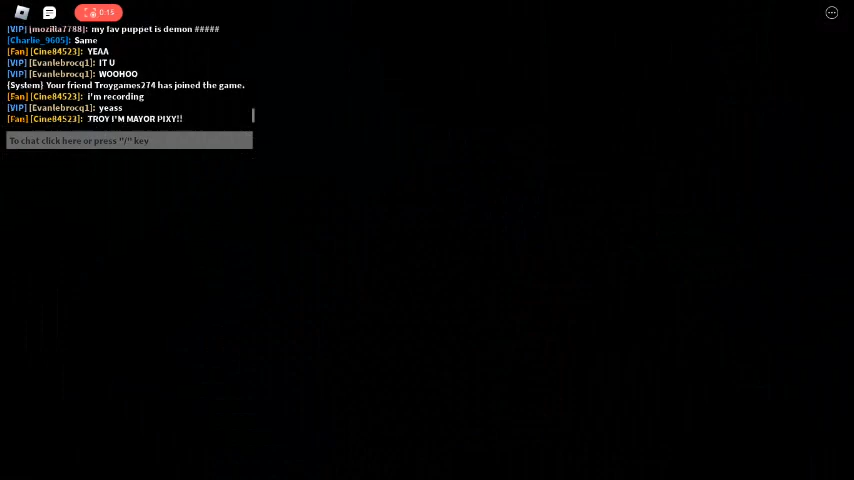 0:15
[VIP] [mozilla7788]: my fav puppet is demon #####
[Charlie_9605]: Same
[Fan] [Cine84523]: YEAA
[VIP] [Evanlebrocq1]: IT U
[VIP] [Evanlebrocq1]: WOOHOO
{System} Your friend Troygames274 has joined the game.
[Fan] [Cine84523]: i'm recording
[VIP] [Evanlebrocq1]: yeass
[Fan] [Cine84523]: TROY I'M MAYOR PIXY!!
To chat click here or press "/" key